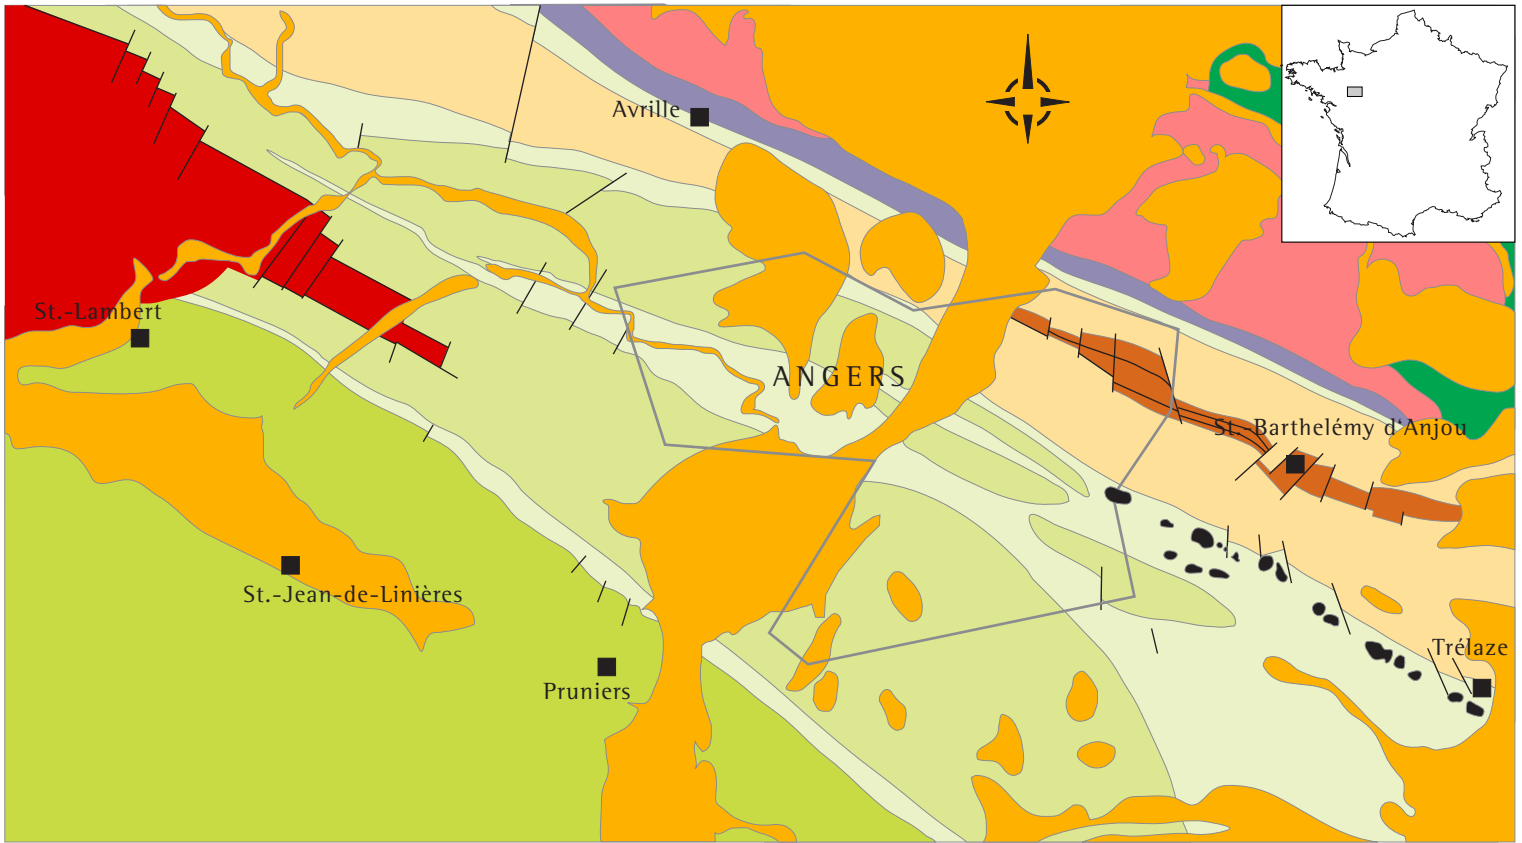 Avrille
St.-Lambert
ANGERS
St.-Barthelémy d'Anjou
St.-Jean-de-Linières
Trélaze
Pruniers